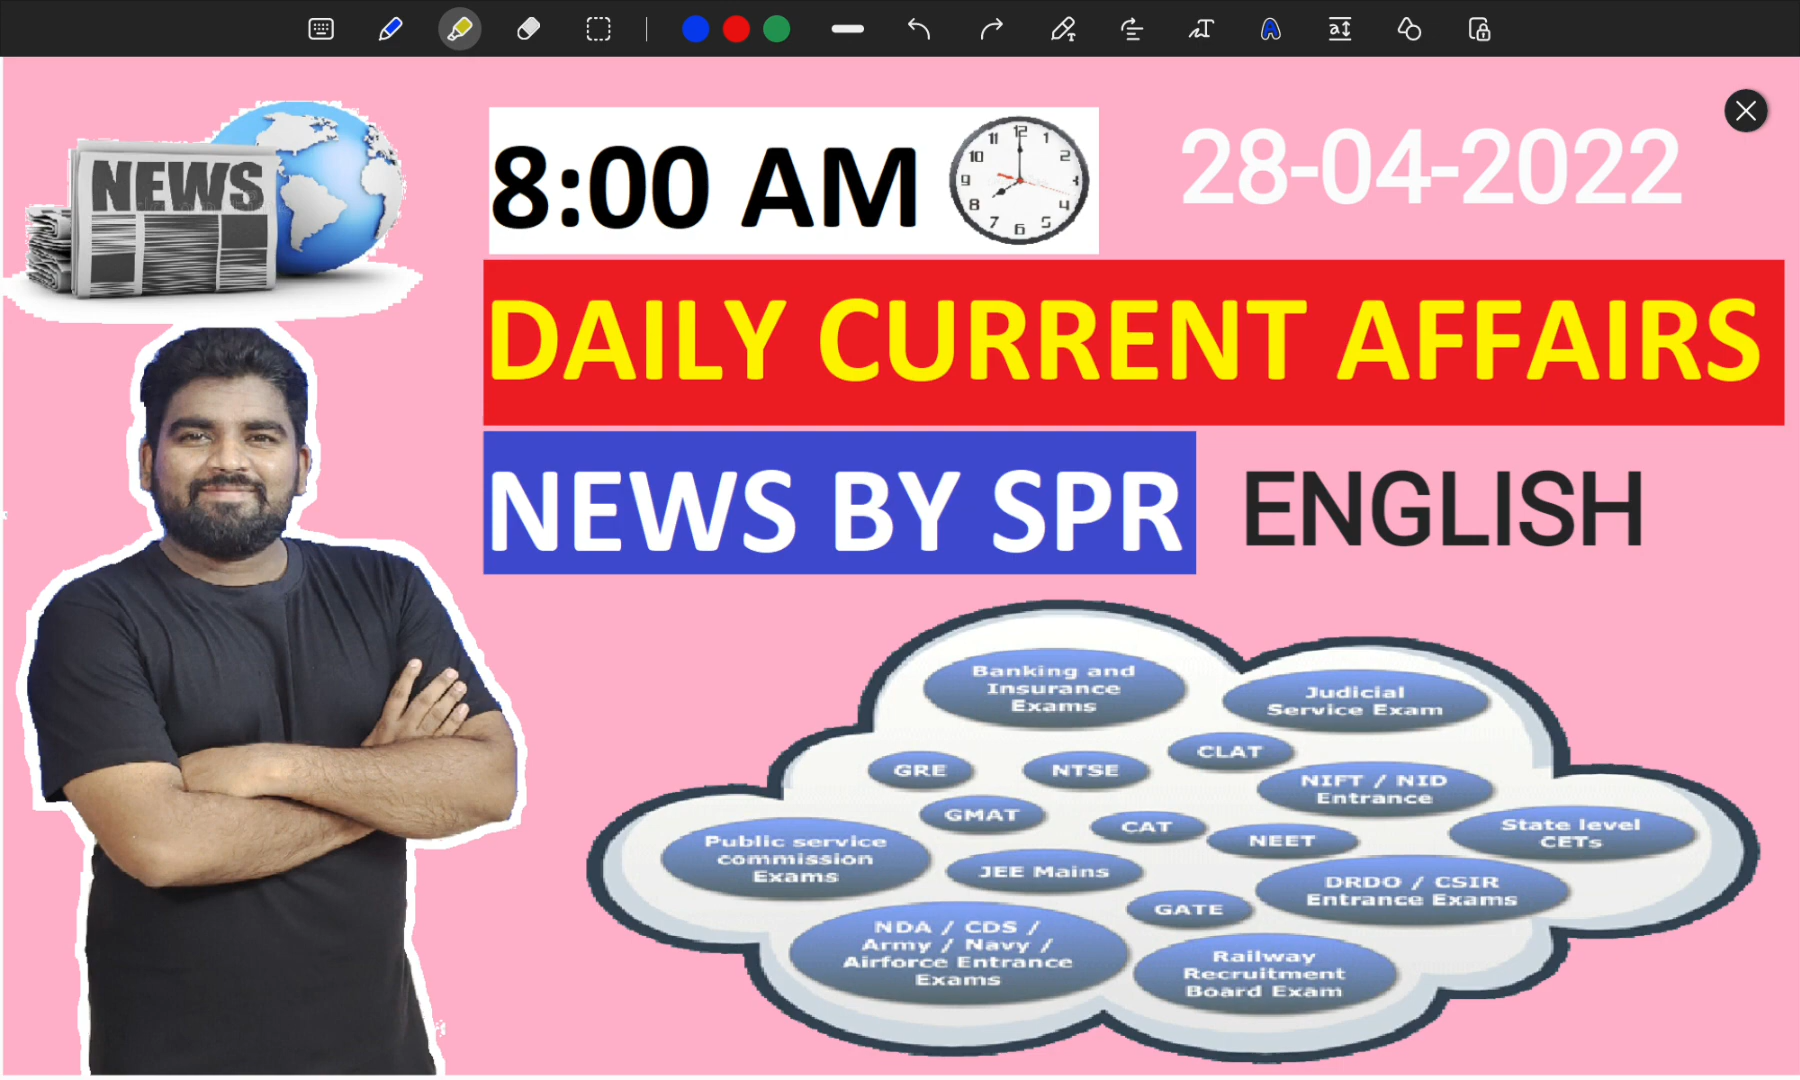 NEWS
8:00 AM
28-04-2022
DAILY CURRENT AFFAIRS
NEWS BY SPR
ENGLISH
Banking and
Insurance
Exams
Judicial
Service Exam
CLAT
GRE
NTSE
NIFT / NID
Entrance
GMAT
CAT
NEET
State level
CETs
Public service
commission
Exams
JEE Mains
DRDO / CSIR
Entrance Exams
GATE
NDA / CDS /
Army / Navy /
Airforce Entrance
Exams
Railway
Recruitment
Board Exam